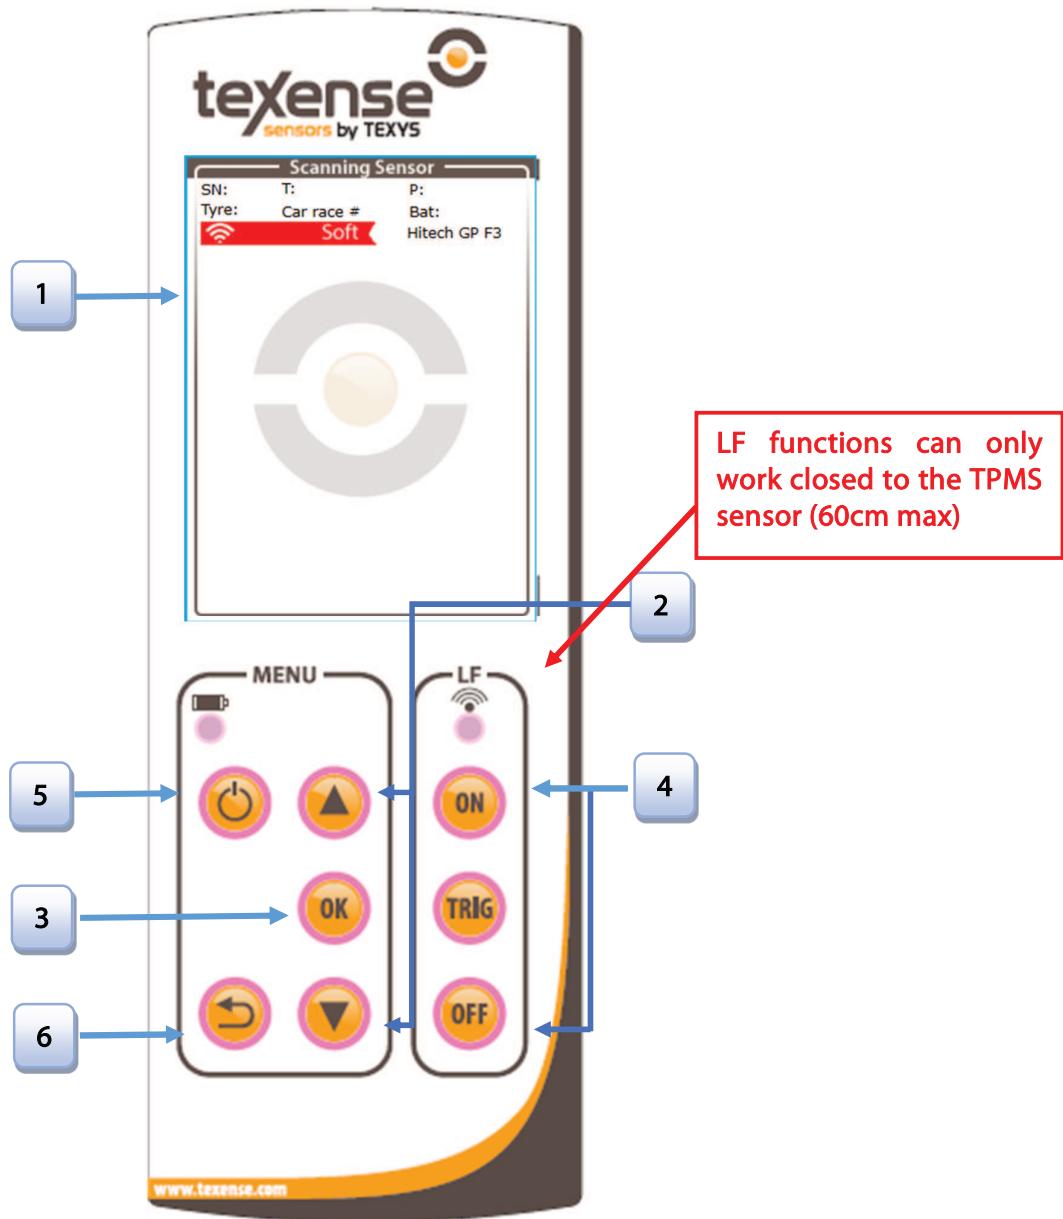 texense
sensors by TEXYS
Scanning Sensor
SN: T: P:
Tyre: Car race # Bat:
Soft Hitech GP F3
1
LF functions can only
work closed to the TPMS
sensor (60cm max)
2
MENU LF
5 ON 4
3 OK TRIG
6 OFF
www.texense.com